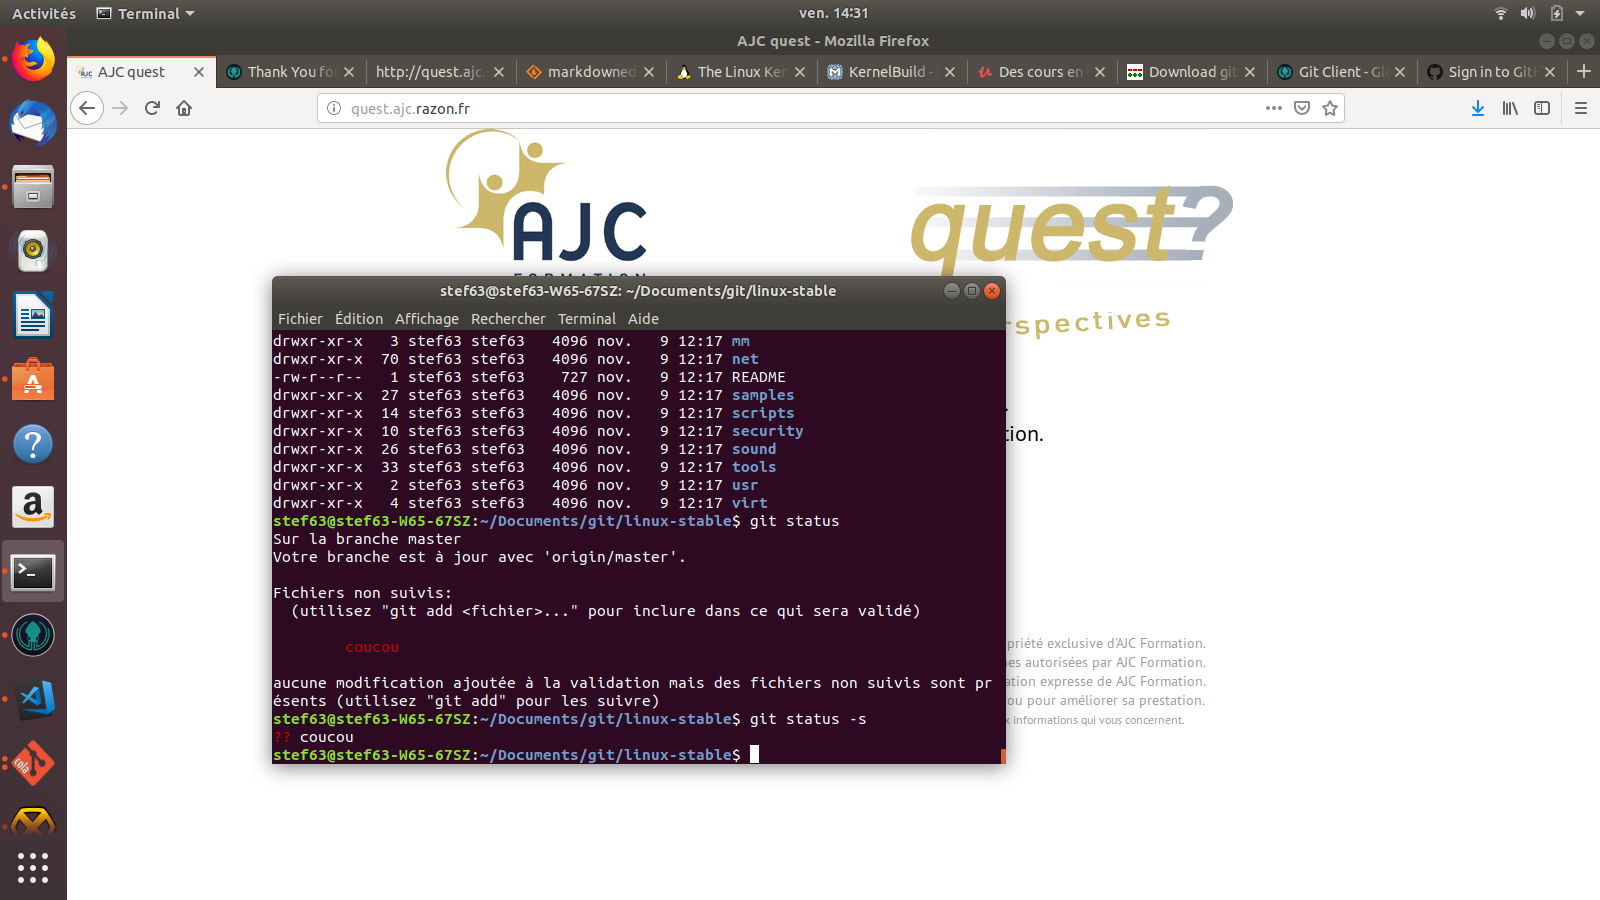 Activités Terminal ven. 14:31
AJC quest - Mozilla Firefox
AJC quest Thank You fo http://quest.ajc. markdowned The Linux Ker KernelBuild - Des cours en Download git Git Client - Gl Sign in to Git
quest.ajc.razon.fr
AJC
FORMATION
quest?
rspectives
tion.
stef63@stef63-W65-67SZ: ~/Documents/git/linux-stable
Fichier Édition Affichage Rechercher Terminal Aide
drwxr-xr-x 3 stef63 stef63 4096 nov. 9 12:17 mm
drwxr-xr-x 70 stef63 stef63 4096 nov. 9 12:17 net
-rw-r--r-- 1 stef63 stef63 727 nov. 9 12:17 README
drwxr-xr-x 27 stef63 stef63 4096 nov. 9 12:17 samples
drwxr-xr-x 14 stef63 stef63 4096 nov. 9 12:17 scripts
drwxr-xr-x 10 stef63 stef63 4096 nov. 9 12:17 security
drwxr-xr-x 26 stef63 stef63 4096 nov. 9 12:17 sound
drwxr-xr-x 33 stef63 stef63 4096 nov. 9 12:17 tools
drwxr-xr-x 2 stef63 stef63 4096 nov. 9 12:17 usr
drwxr-xr-x 4 stef63 stef63 4096 nov. 9 12:17 virt
stef63@stef63-W65-67SZ:~/Documents/git/linux-stable$ git status
Sur la branche master
Votre branche est à jour avec 'origin/master'.
Fichiers non suivis:
(utilisez "git add <fichier>..." pour inclure dans ce qui sera validé)
coucou
aucune modification ajoutée à la validation mais des fichiers non suivis sont pr
ésents (utilisez "git add" pour les suivre)
stef63@stef63-W65-67SZ:~/Documents/git/linux-stable$ git status -s
?? coucou
stef63@stef63-W65-67SZ:~/Documents/git/linux-stable$
priété exclusive d'AJC Formation.
nes autorisées par AJC Formation.
ation expresse de AJC Formation.
ou pour améliorer sa prestation.
x informations qui vous concernent.